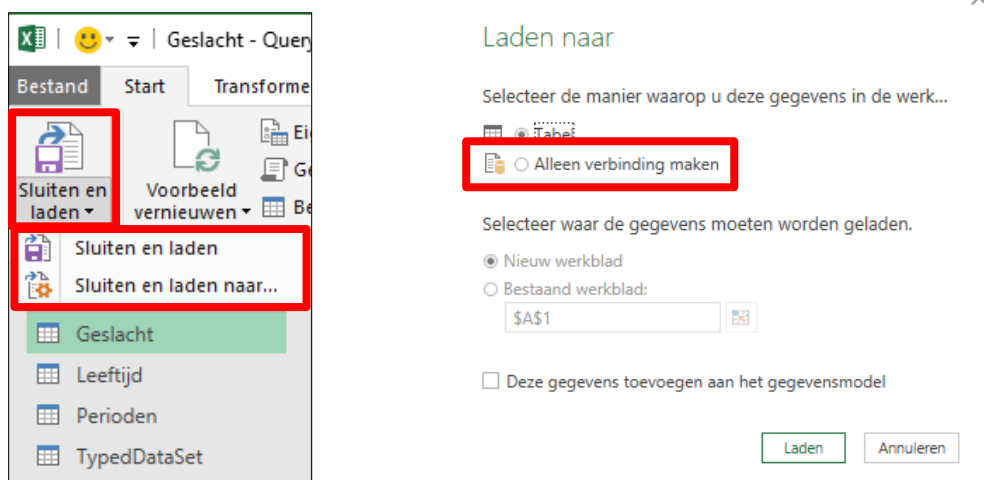 Geslacht - Query
Bestand
Start
Transforme
Sluiten en
laden
Voorbeeld
vernieuwen
Ei
G
Be
Sluiten en laden
Sluiten en laden naar...
Geslacht
Leeftijd
Perioden
TypedDataSet
Laden naar
Selecteer de manier waarop u deze gegevens in de werk...
Tabel
Alleen verbinding maken
Selecteer waar de gegevens moeten worden geladen.
Nieuw werkblad
Bestaand werkblad:
$A$1
Deze gegevens toevoegen aan het gegevensmodel
Laden
Annuleren